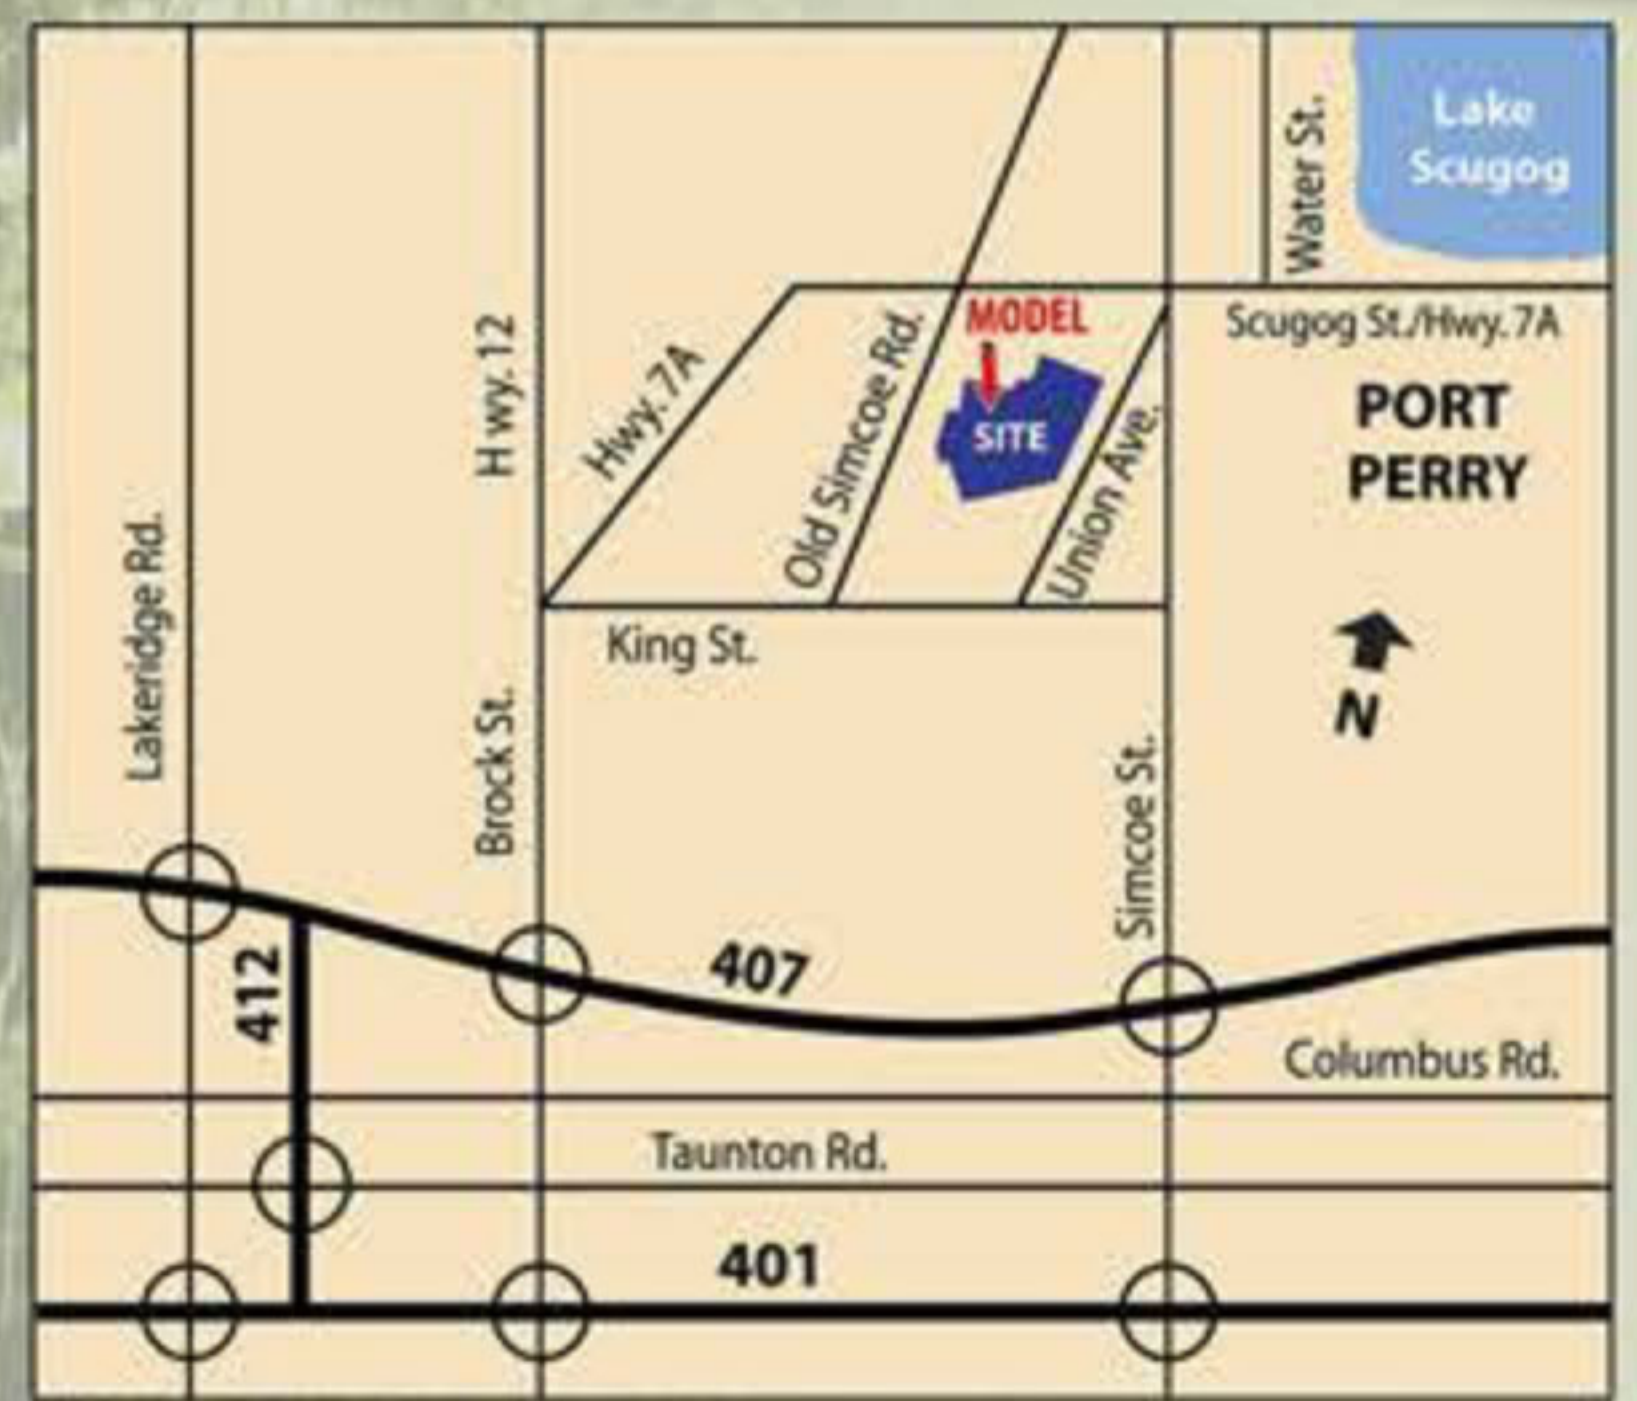 Lake
Scugog
Water St.
MODEL
Scugog St./Hwy. 7A
Hwy. 12
Hwy. 7A
Old Simcoe Rd.
SITE
Union Ave.
PORT
PERRY
Lakeridge Rd.
King St.
N
Brock St.
Simcoe St.
412
407
Columbus Rd.
Taunton Rd.
401